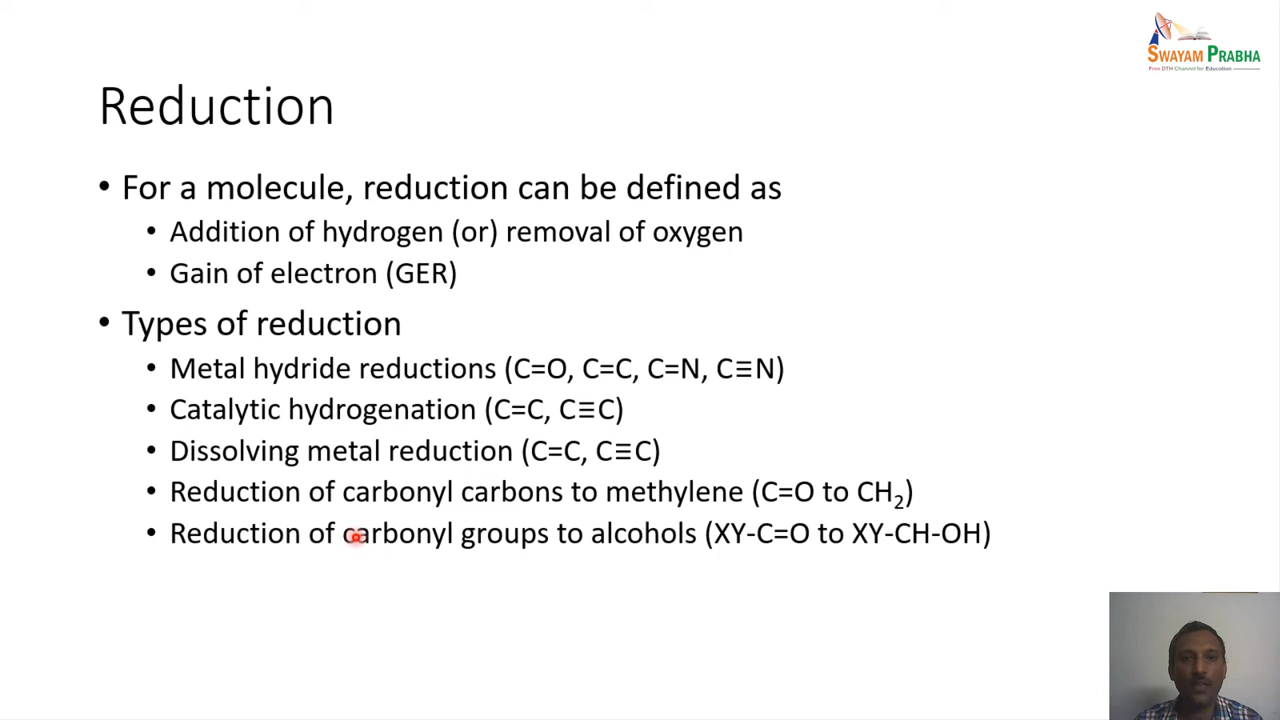 SWAYAM PRABHA
Free DTH Channel for Education
Reduction
• For a molecule, reduction can be defined as
• Addition of hydrogen (or) removal of oxygen
• Gain of electron (GER)
• Types of reduction
• Metal hydride reductions (C=O, C=C, C=N, C≡N)
• Catalytic hydrogenation (C=C, C≡C)
• Dissolving metal reduction (C=C, C≡C)
• Reduction of carbonyl carbons to methylene (C=O to CH₂)
• Reduction of carbonyl groups to alcohols (XY-C=O to XY-CH-OH)